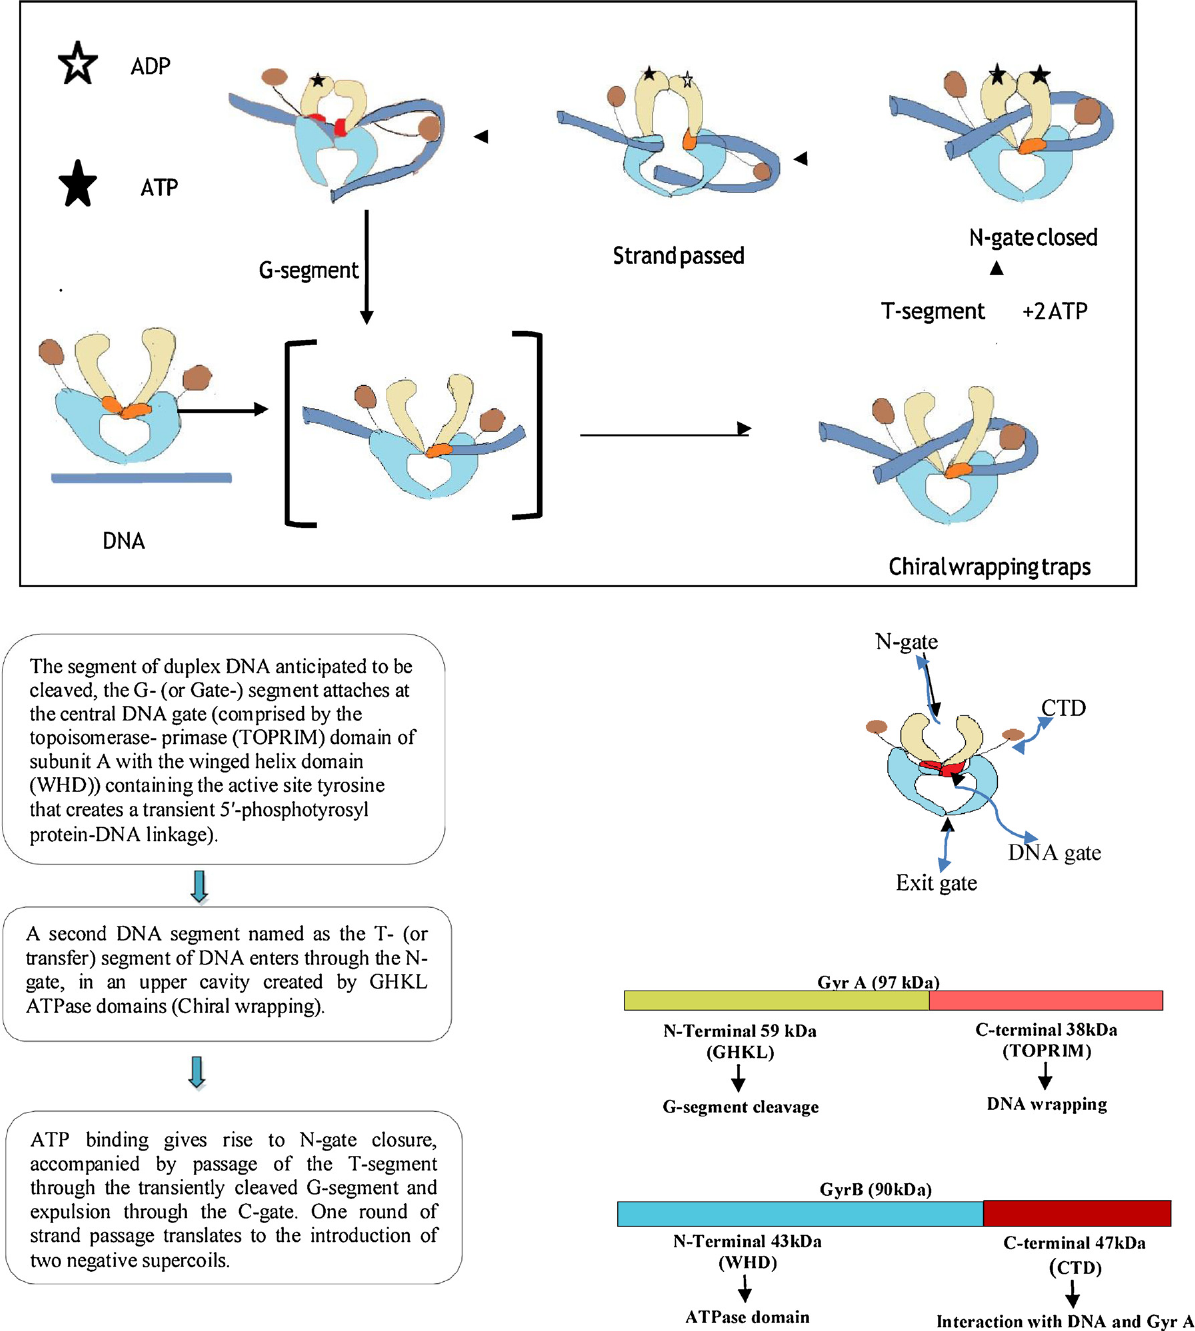 ADP
ATP
G-segment
Strand passed
N-gate closed
T-segment +2 ATP
DNA
Chiral wrapping traps
The segment of duplex DNA anticipated to be
cleaved, the G- (or Gate-) segment attaches at
the central DNA gate (comprised by the
topoisomerase- primase (TOPRIM) domain of
subunit A with the winged helix domain
(WHD)) containing the active site tyrosine
that creates a transient 5'-phosphotyrosyl
protein-DNA linkage).
A second DNA segment named as the T- (or
transfer) segment of DNA enters through the N-
gate, in an upper cavity created by GHKL
ATPase domains (Chiral wrapping).
ATP binding gives rise to N-gate closure,
accompanied by passage of the T-segment
through the transiently cleaved G-segment and
expulsion through the C-gate. One round of
strand passage translates to the introduction of
two negative supercoils.
N-gate
CTD
DNA gate
Exit gate
Gyr A (97 kDa)
N-Terminal 59 kDa
(GHKL)
G-segment cleavage
C-terminal 38kDa
(TOPRIM)
DNA wrapping
GyrB (90kDa)
N-Terminal 43kDa
(WHD)
ATPase domain
C-terminal 47kDa
(CTD)
Interaction with DNA and Gyr A